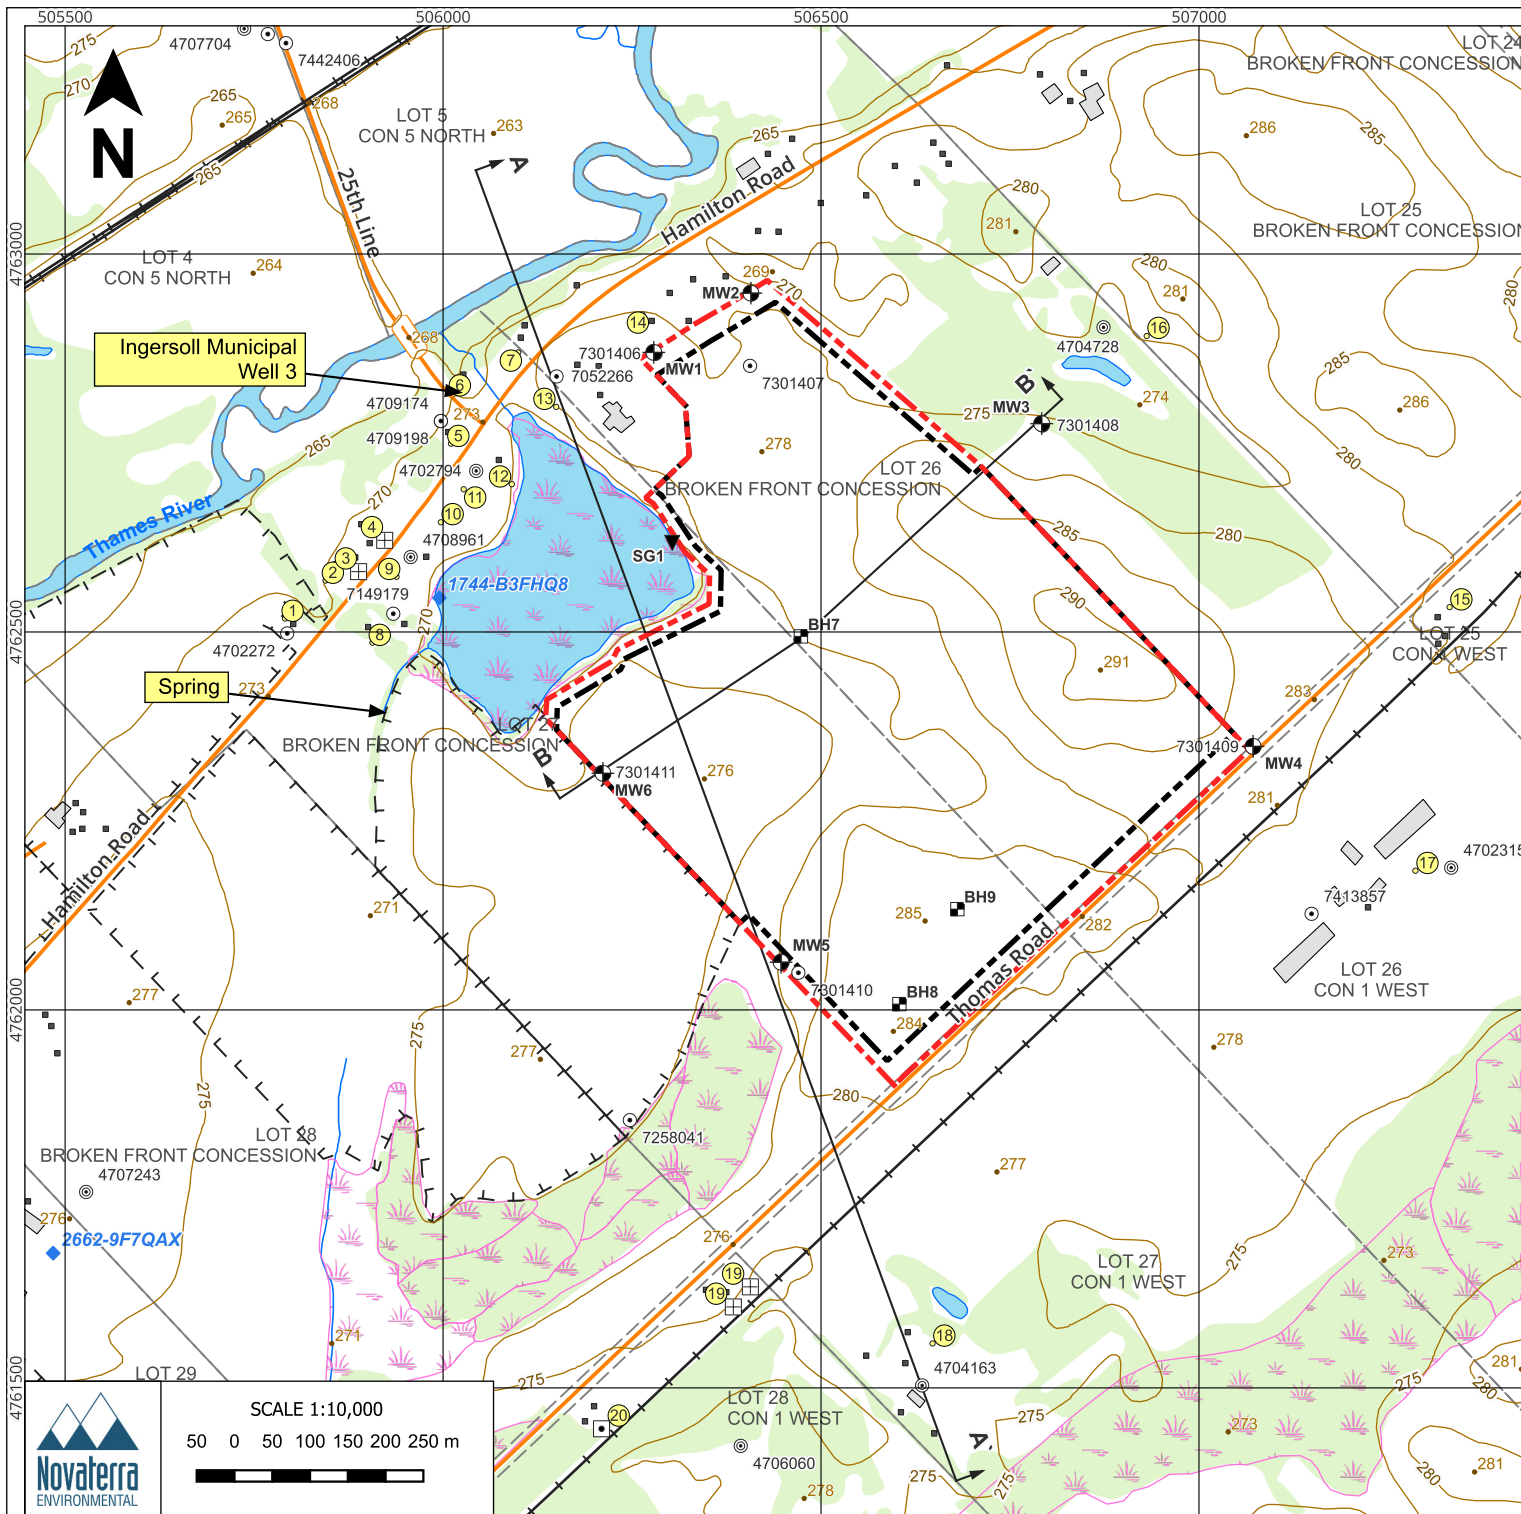 505500
506000
506500
507000
4763000
4762500
4762000
4761500
275
4707704
7442406
270
265
265
268
265
N
LOT 5
CON 5 NORTH
263
A
25th Line
LOT 4
CON 5 NORTH
264
265
Hamilton Road
LOT 24
BROKEN FRONT CONCESSION
286
285
280
281
LOT 25
BROKEN FRONT CONCESSION
280
281
280
269
270
MW2
14
7301406
MW1
7301407
16
4704728
Ingersoll Municipal
Well 3
268
6
7
7052266
13
4709174
273
4709198
5
4702794
12
11
10
265
270
278
B`
MW3
7301408
275
274
285
286
280
LOT 26
BROKEN FRONT CONCESSION
Thames River
4
3
2
9
4708961
7149179
1
8
4702272
270
1744-B3FHQ8
SG1
285
280
290
291
BH7
15
LOT 25
CON 1 WEST
283
Spring
273
LOT 27
BROKEN FRONT CONCESSION
B
7301411
MW6
276
7301409
MW4
281
Hamilton Road
271
277
285
BH9
282
MW5
7301410
BH8
284
Thomas Road
17
4702315
7413857
LOT 26
CON 1 WEST
275
275
277
280
278
LOT 28
BROKEN FRONT CONCESSION
4707243
7258041
276
2662-9F7QAX
277
276
19
19
LOT 27
CON 1 WEST
275
273
271
18
4704163
281
275
280
LOT 29
275
LOT 28
CON 1 WEST
20
4706060
275
A`
275
275
273
278
280
281
SCALE 1:10,000
50 0 50 100 150 200 250 m
Novaterra
ENVIRONMENTAL